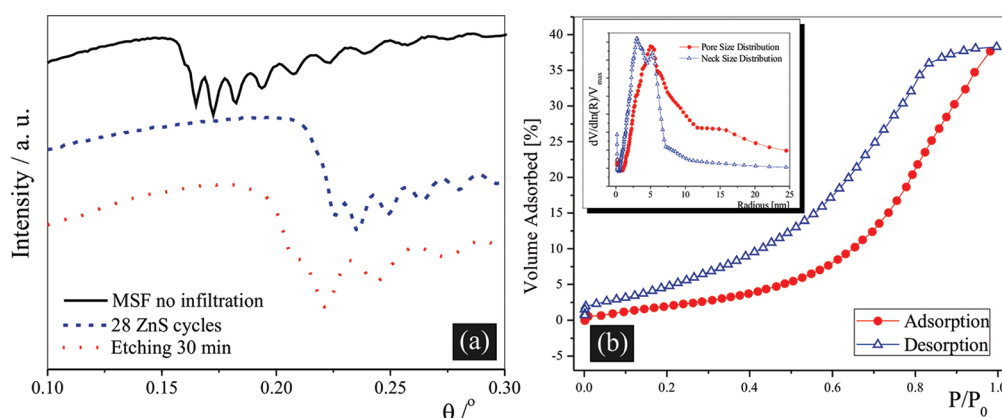 Intensity / a. u.
MSF no infiltration
28 ZnS cycles
Etching 30 min
(a)
0.10 0.15 0.20 0.25 0.30
θ /°
Volume Adsorbed [%]
40
35
30
25
20
15
10
5
0
5
dV/dln(R)/V_max
Pore Size Distribution
Neck Size Distribution
0 5 10 15 20 25
Radious [nm]
(b)
Adsorption
Desorption
0.0 0.2 0.4 0.6 0.8 1.0
P/P₀